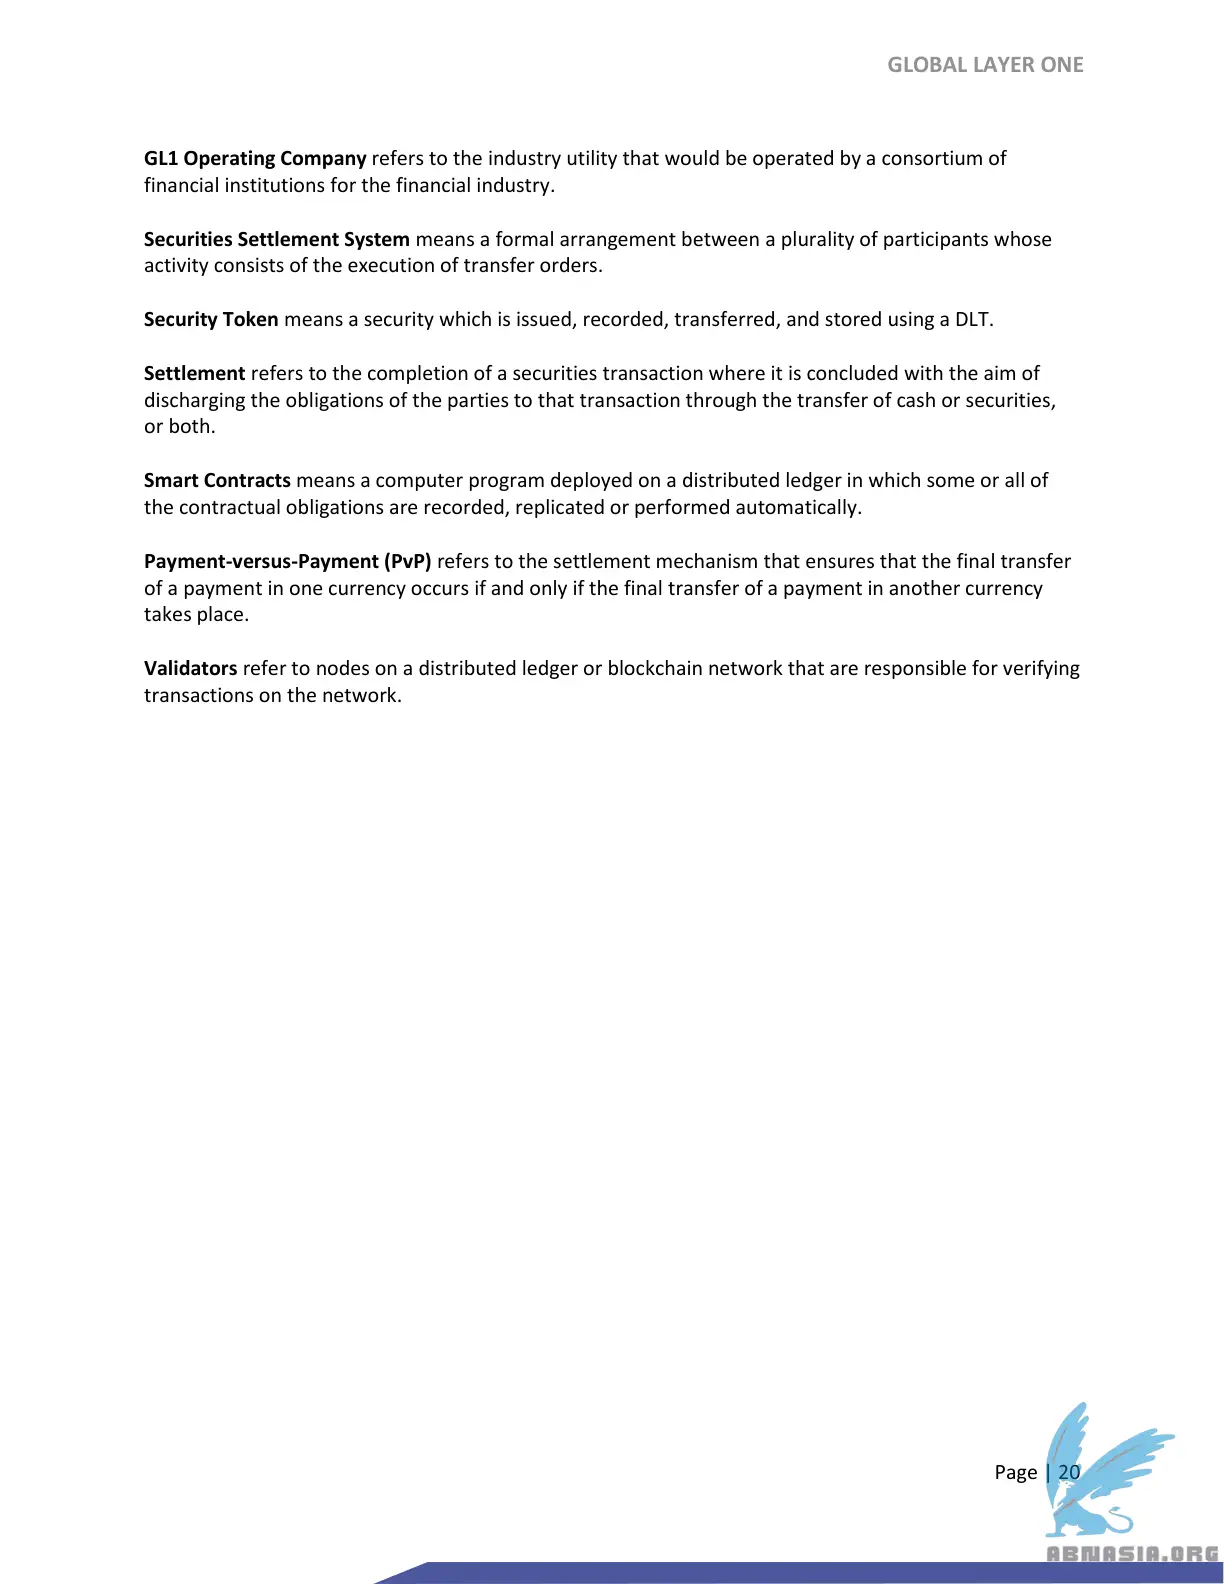 GLOBAL LAYER ONE
GL1 Operating Company refers to the industry utility that would be operated by a consortium of
financial institutions for the financial industry.
Securities Settlement System means a formal arrangement between a plurality of participants whose
activity consists of the execution of transfer orders.
Security Token means a security which is issued, recorded, transferred, and stored using a DLT.
Settlement refers to the completion of a securities transaction where it is concluded with the aim of
discharging the obligations of the parties to that transaction through the transfer of cash or securities,
or both.
Smart Contracts means a computer program deployed on a distributed ledger in which some or all of
the contractual obligations are recorded, replicated or performed automatically.
Payment-versus-Payment (PvP) refers to the settlement mechanism that ensures that the final transfer
of a payment in one currency occurs if and only if the final transfer of a payment in another currency
takes place.
Validators refer to nodes on a distributed ledger or blockchain network that are responsible for verifying
transactions on the network.
Page | 20
ABNASIA.ORG